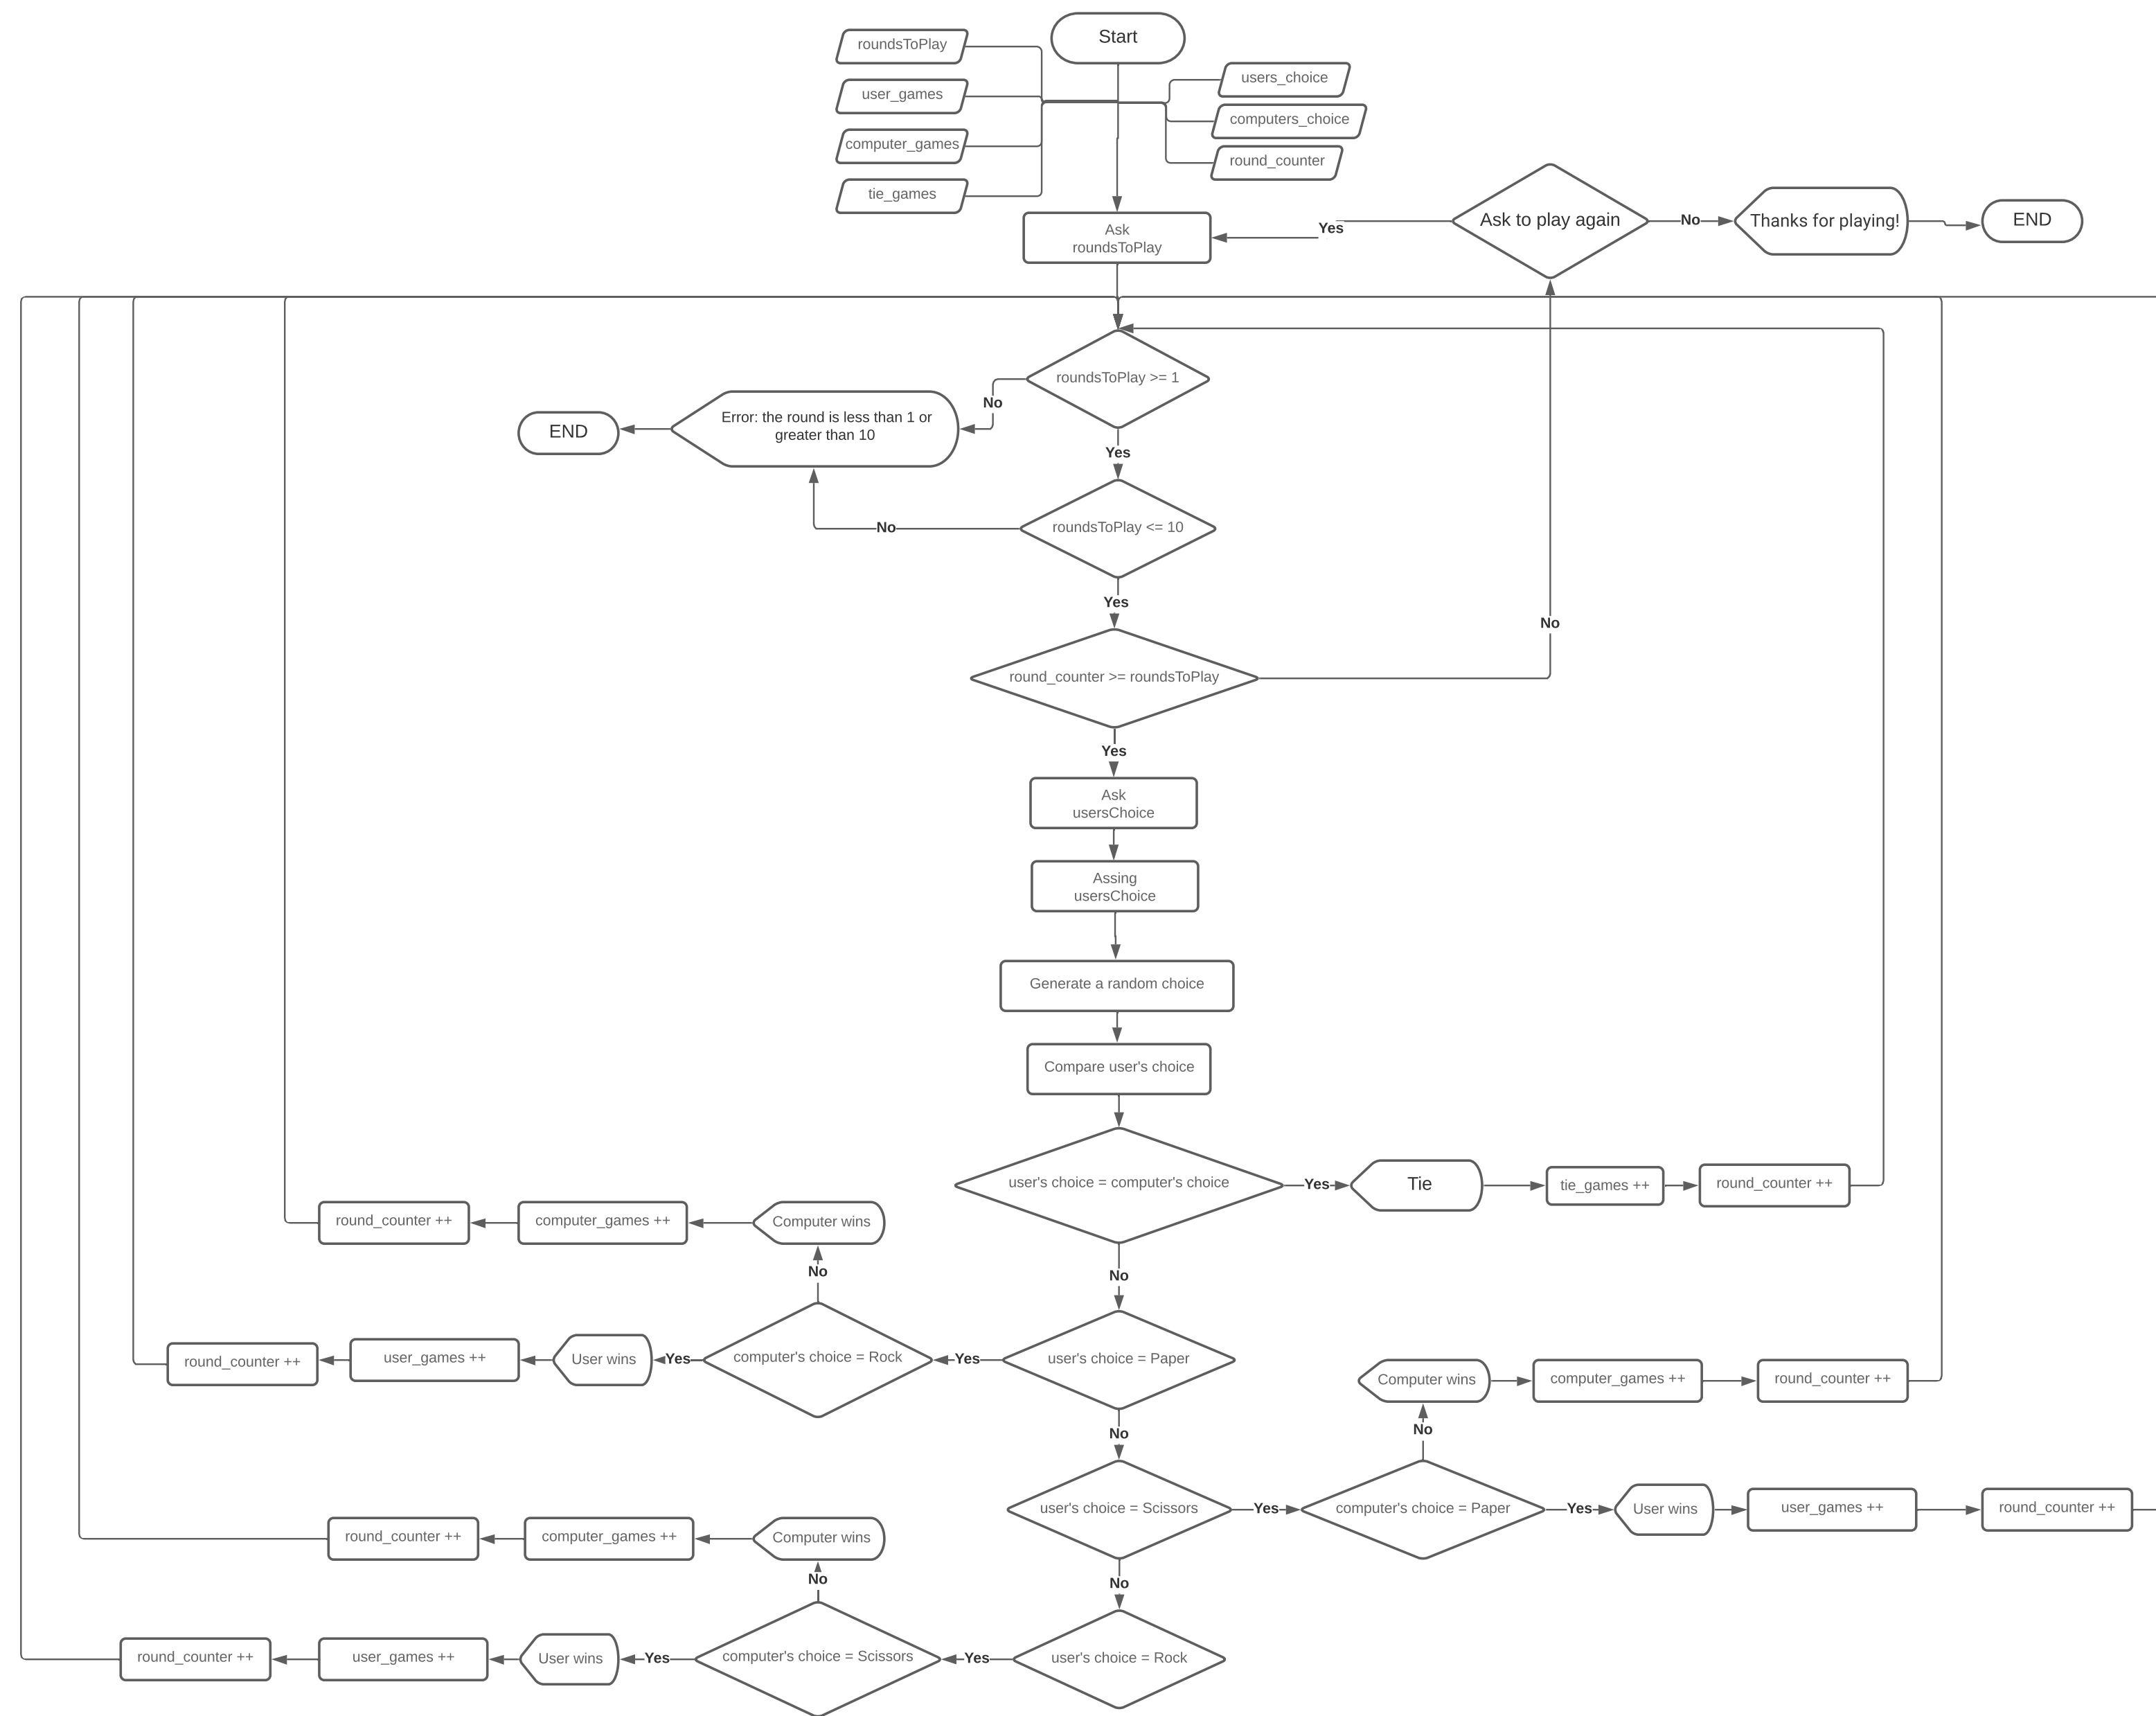 Start
roundsToPlay
users_choice
user_games
computers_choice
computer_games
round_counter
tie_games
Ask
roundsToPlay
Yes
Ask to play again
No
Thanks for playing!
END
roundsToPlay >= 1
No
END
Error: the round is less than 1 or
greater than 10
Yes
No
roundsToPlay <= 10
Yes
No
round_counter >= roundsToPlay
Yes
Ask
usersChoice
Assing
usersChoice
Generate a random choice
Compare user's choice
user's choice = computer's choice
Yes
Tie
tie_games ++
round_counter ++
round_counter ++
computer_games ++
Computer wins
No
No
round_counter ++
user_games ++
User wins
Yes
computer's choice = Rock
Yes
user's choice = Paper
Computer wins
computer_games ++
round_counter ++
No
No
user's choice = Scissors
Yes
computer's choice = Paper
Yes
User wins
user_games ++
round_counter ++
round_counter ++
computer_games ++
Computer wins
No
No
round_counter ++
user_games ++
User wins
Yes
computer's choice = Scissors
Yes
user's choice = Rock